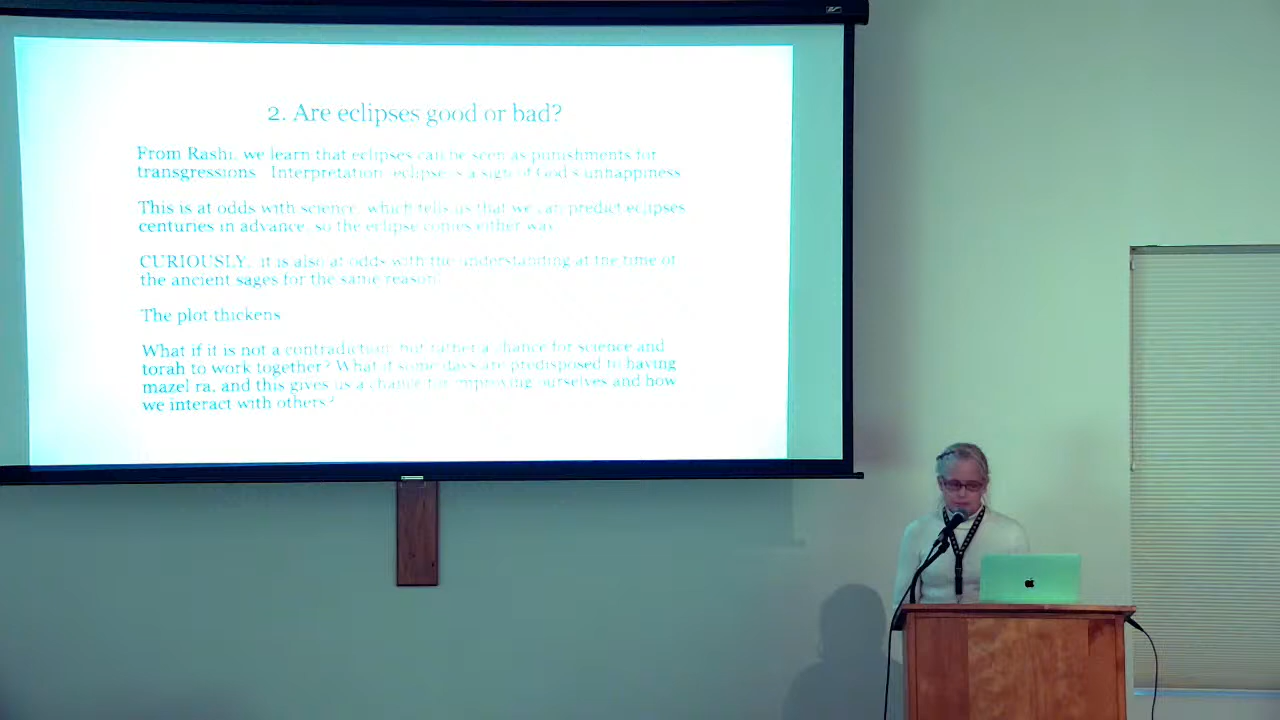 2. Are eclipses good or bad?
From Rashi, we learn that eclipses can be seen as punishments for
transgressions. Interpretation: eclipse is a sign of God's unhappiness
This is at odds with science, which tells us that we can predict eclipses
centuries in advance, so the eclipse comes either way
CURIOUSLY, it is also at odds with the understanding at the time of
the ancient sages for the same reason!
The plot thickens
What if it is not a contradiction, but rather a chance for science and
torah to work together? What if some days are predisposed to having
mazel ra, and this gives us a chance for improving ourselves and how
we interact with others?